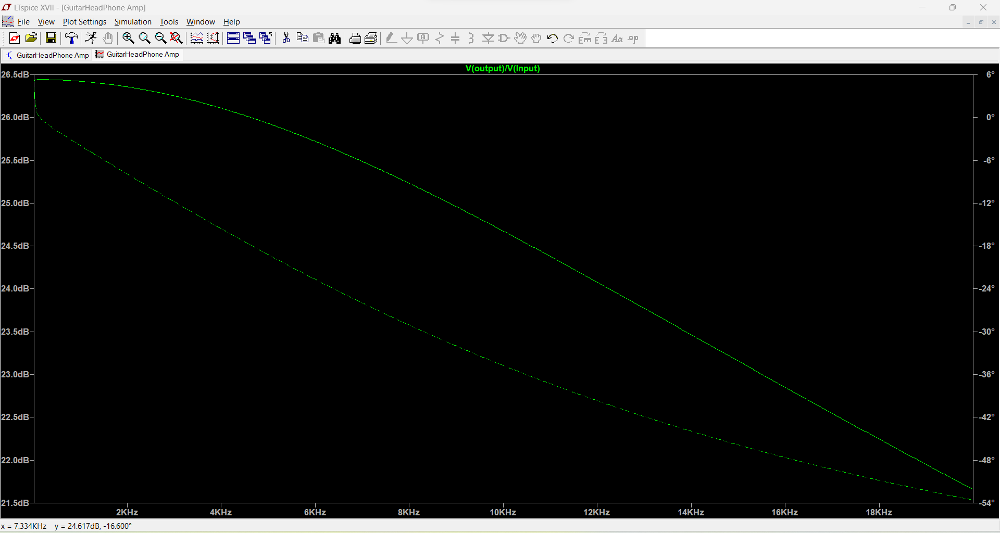 LTspice XVII - [GuitarHeadPhone Amp]
File View Plot Settings Simulation Tools Window Help
Aa .op
GuitarHeadPhone Amp GuitarHeadPhone Amp
V(output)/V(Input)
26.5dB 6°
26.0dB 0°
25.5dB -6°
25.0dB -12°
24.5dB -18°
24.0dB -24°
23.5dB -30°
23.0dB -36°
22.5dB -42°
22.0dB -48°
21.5dB -54°
2KHz 4KHz 6KHz 8KHz 10KHz 12KHz 14KHz 16KHz 18KHz
x = 7.334KHz y = 24.617dB, -16.600°